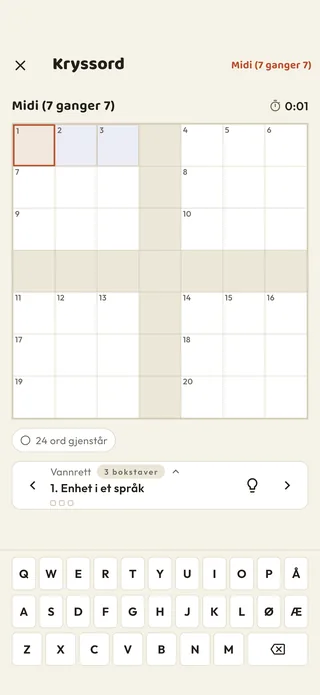 Kryssord
Midi (7 ganger 7)
Midi (7 ganger 7)
0:01
1 2 3 4 5 6
7 8
9 10
11 12 13 14 15 16
17 18
19 20
24 ord gjenstår
Vannrett 3 bokstaver
1. Enhet i et språk
Q W E R T Y U I O P Å
A S D F G H J K L Ø Æ
Z X C V B N M